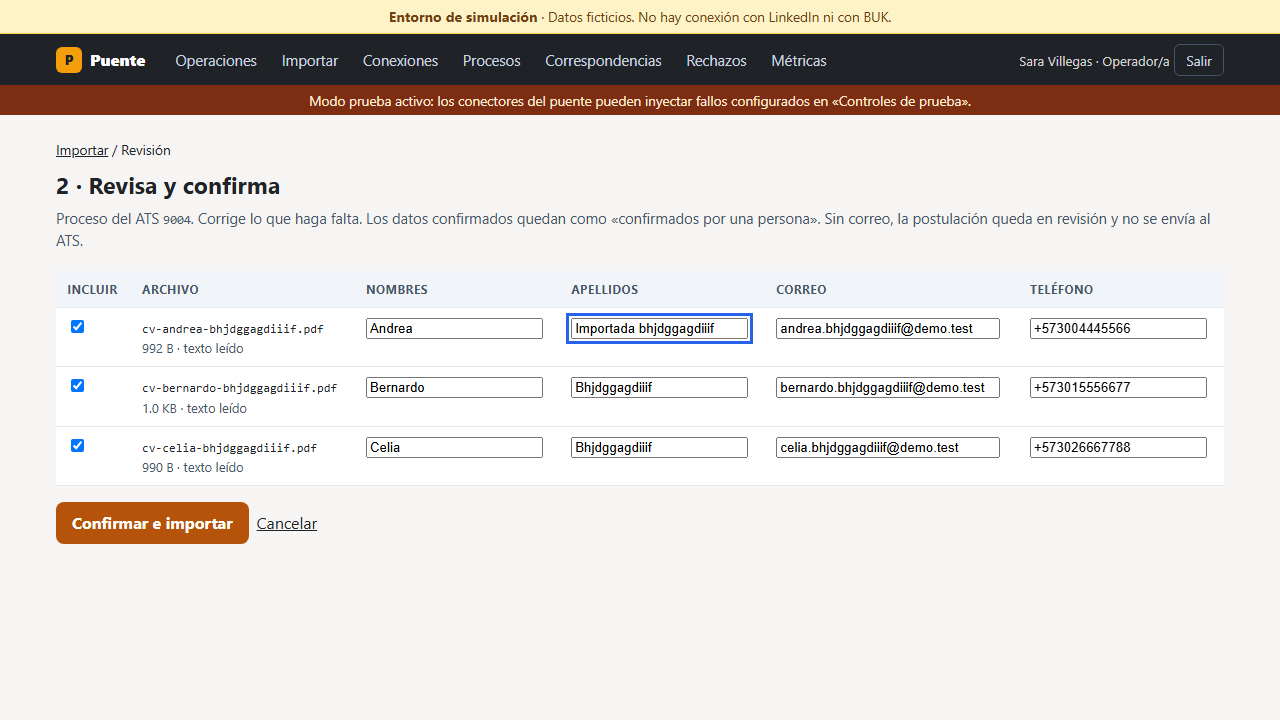 Entorno de simulación · Datos ficticios. No hay conexión con LinkedIn ni con BUK.
P Puente Operaciones Importar Conexiones Procesos Correspondencias Rechazos Métricas Sara Villegas · Operador/a Salir
Modo prueba activo: los conectores del puente pueden inyectar fallos configurados en «Controles de prueba».
Importar / Revisión
2 · Revisa y confirma
Proceso del ATS 9004. Corrige lo que haga falta. Los datos confirmados quedan como «confirmados por una persona». Sin correo, la postulación queda en revisión y no se envía al
ATS.
INCLUIR ARCHIVO NOMBRES APELLIDOS CORREO TELÉFONO
cv-andrea-bhjdggagdiiif.pdf Andrea Importada bhjdggagdiiif andrea.bhjdggagdiiif@demo.test +573004445566
992 B · texto leído
cv-bernardo-bhjdggagdiiif.pdf Bernardo Bhjdggagdiiif bernardo.bhjdggagdiiif@demo.test +573015556677
1.0 KB · texto leído
cv-celia-bhjdggagdiiif.pdf Celia Bhjdggagdiiif celia.bhjdggagdiiif@demo.test +573026667788
990 B · texto leído
Confirmar e importar Cancelar